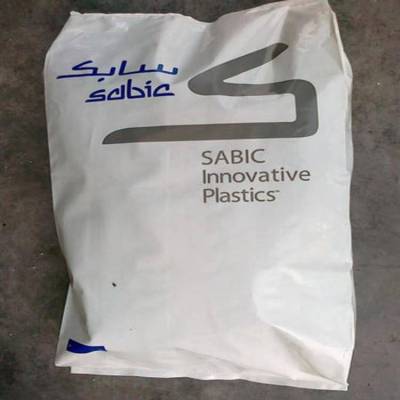 سابك
sabic
SABIC
Innovative
Plastics™